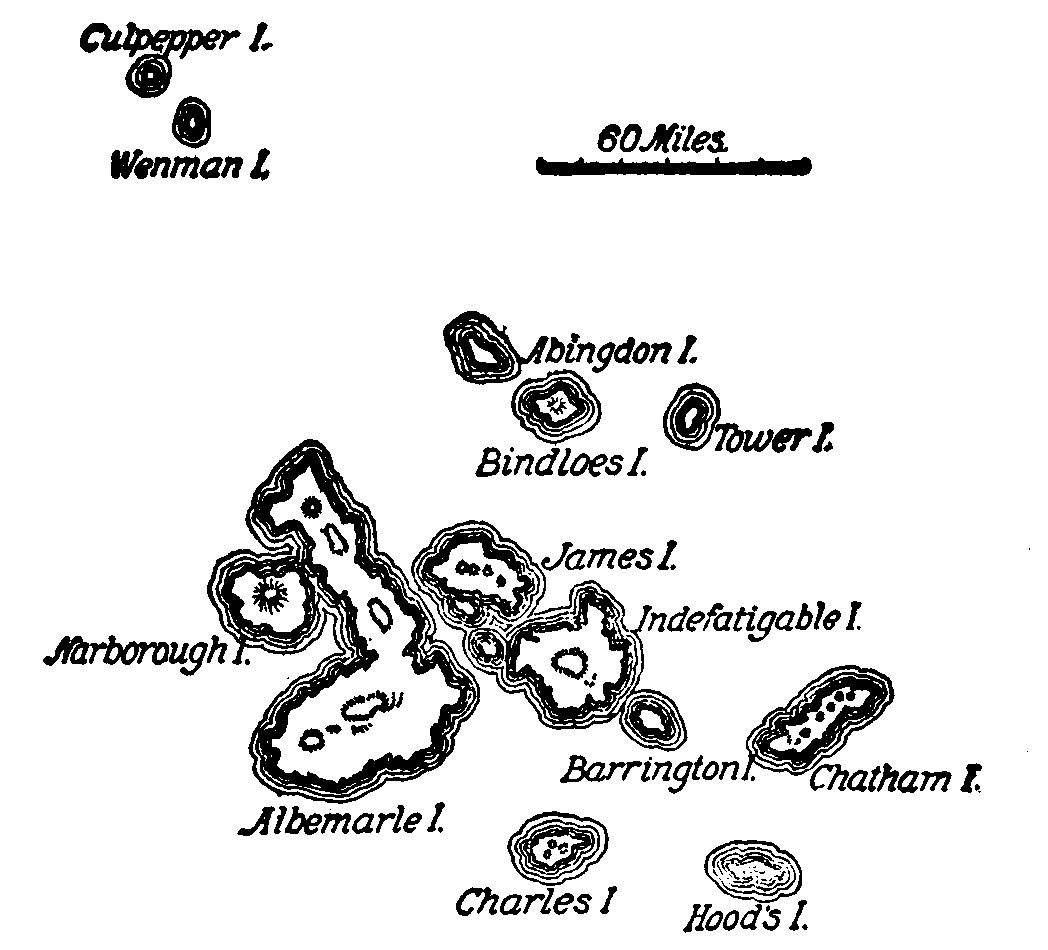 Culpepper I.
Wenman I.
60 Miles.
Abingdon I.
Bindloes I.
Tower I.
James I.
Indefatigable I.
Narborough I.
Albemarle I.
Barrington I.
Chatham I.
Charles I
Hood's I.